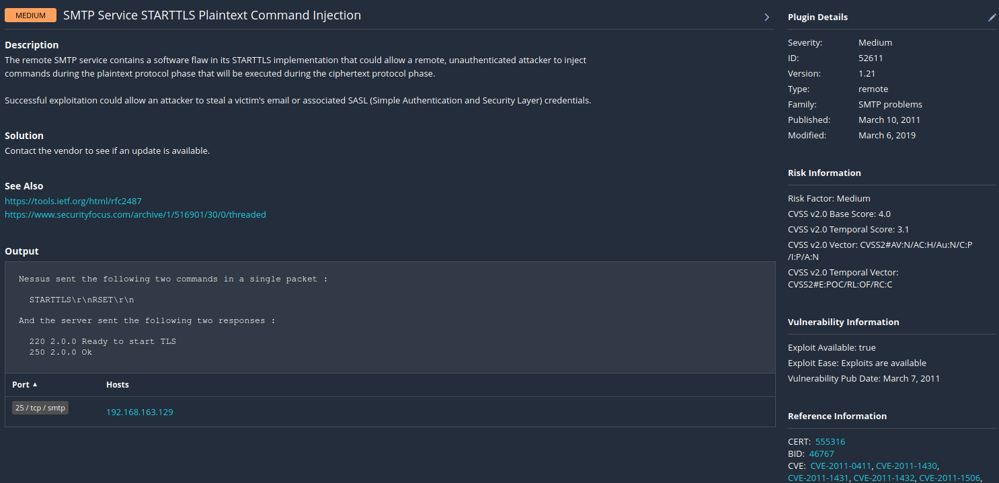 MEDIUM SMTP Service STARTTLS Plaintext Command Injection
Description
The remote SMTP service contains a software flaw in its STARTTLS implementation that could allow a remote, unauthenticated attacker to inject
commands during the plaintext protocol phase that will be executed during the ciphertext protocol phase.
Successful exploitation could allow an attacker to steal a victim's email or associated SASL (Simple Authentication and Security Layer) credentials.
Solution
Contact the vendor to see if an update is available.
See Also
https://tools.ietf.org/html/rfc2487
https://www.securityfocus.com/archive/1/516901/30/0/threaded
Output
Nessus sent the following two commands in a single packet :
STARTTLS\r\nRSET\r\n
And the server sent the following two responses :
220 2.0.0 Ready to start TLS
250 2.0.0 Ok
Port Hosts
25 / tcp / smtp 192.168.163.129
Plugin Details
Severity: Medium
ID: 52611
Version: 1.21
Type: remote
Family: SMTP problems
Published: March 10, 2011
Modified: March 6, 2019
Risk Information
Risk Factor: Medium
CVSS v2.0 Base Score: 4.0
CVSS v2.0 Temporal Score: 3.1
CVSS v2.0 Vector: CVSS2#AV:N/AC:H/Au:N/C:P
/I:P/A:N
CVSS v2.0 Temporal Vector:
CVSS2#E:POC/RL:OF/RC:C
Vulnerability Information
Exploit Available: true
Exploit Ease: Exploits are available
Vulnerability Pub Date: March 7, 2011
Reference Information
CERT: 555316
BID: 46767
CVE: CVE-2011-0411, CVE-2011-1430,
CVE-2011-1431, CVE-2011-1432, CVE-2011-1506,